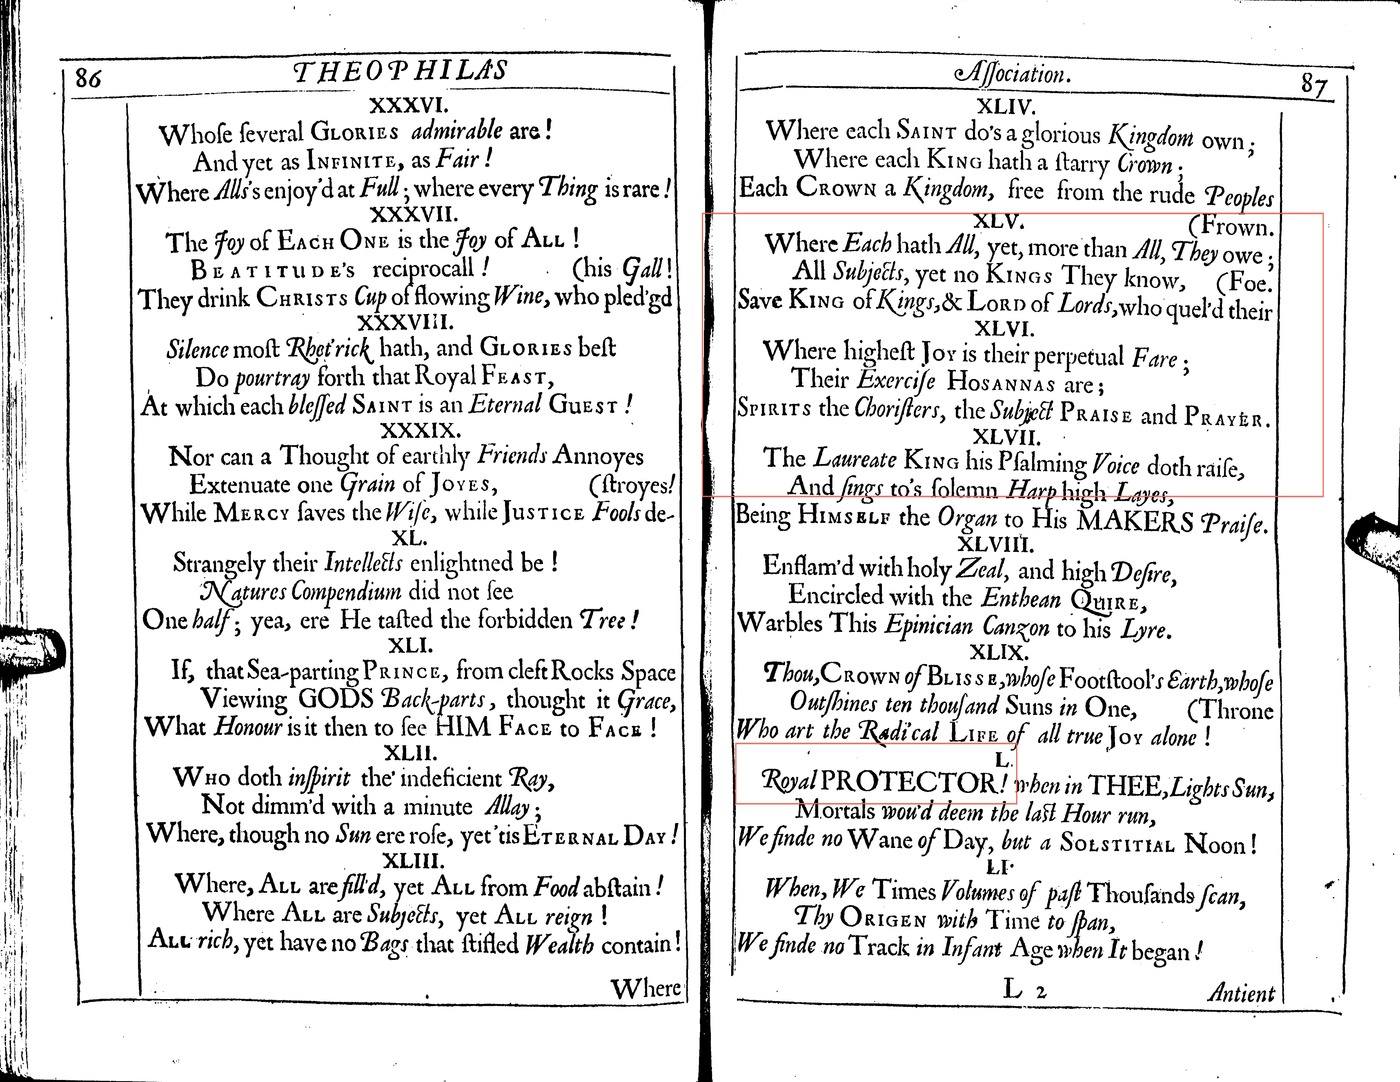 86 THEOPHILAS
XXXVI.
Whoſe ſeveral GLORIES admirable are!
And yet as INFINITE, as Fair!
Where Alls's enjoy'd at Full; where every Thing is rare!
XXXVII.
The Joy of EACH ONE is the Joy of ALL!
BEATITUDE'S reciprocall! (his Gall!
They drink CHRISTS Cup of flowing Wine, who pled'gd
XXXVIII.
Silence moſt Rhet'rick hath, and GLORIES beſt
Do pourtray forth that Royal FEAST,
At which each bleſſed SAINT is an Eternal GUEST!
XXXIX.
Nor can a Thought of earthly Friends Annoyes
Extenuate one Grain of JOYES, (ſtroyes!
While MERCY ſaves the Wiſe, while JUSTICE Fools de-
XL.
Strangely their Intellects enlightned be!
Natures Compendium did not ſee
One half; yea, ere He taſted the forbidden Tree!
XLI.
If, that Sea-parting PRINCE, from cleft Rocks Space
Viewing GODS Back-parts, thought it Grace,
What Honour is it then to ſee HIM FACE to FACE!
XLII.
WHO doth inſpirit the' indeficient Ray,
Not dimm'd with a minute Allay;
Where, though no Sun ere roſe, yet 'tis ETERNAL DAY!
XLIII.
Where, ALL are fill'd, yet ALL from Food abſtain!
Where ALL are Subjects, yet ALL reign!
ALL rich, yet have no Bags that ſtifled Wealth contain!
Where
Aſſociation. 87
XLIV.
Where each SAINT do's a glorious Kingdom own;
Where each KING hath a ſtarry Crown;
Each CROWN a Kingdom, free from the rude Peoples
XLV. (Frown.
Where Each hath All, yet, more than All, They owe;
All Subjects, yet no KINGS They know, (Foe.
Save KING of Kings,& LORD of Lords, who quel'd their
XLVI.
Where higheſt JOY is their perpetual Fare;
Their Exerciſe HOSANNAS are;
SPIRITS the Choriſters, the Subject PRAISE and PRAYER.
XLVII.
The Laureate KING his Pſalming Voice doth raiſe,
And ſings to's ſolemn Harp high Layes,
Being HIMSELF the Organ to His MAKERS Praiſe.
XLVIII.
Enflam'd with holy Zeal, and high Deſire,
Encircled with the Enthean QUIRE,
Warbles This Epinician Canzon to his Lyre.
XLIX.
Thou, CROWN of BLISSE, whoſe Footſtool's Earth, whoſe
Outſhines ten thouſand Suns in One, (Throne
Who art the Radical LIFE of all true JOY alone!
L.
Royal PROTECTOR! when in THEE, Lights Sun,
Mortals wou'd deem the laſt Hour run,
We finde no Wane of Day, but a SOLSTITIAL Noon!
LI.
When, We Times Volumes of paſt Thouſands ſcan,
Thy ORIGEN with Time to ſpan,
We finde no Track in Infant Age when It began!
L 2 Antient